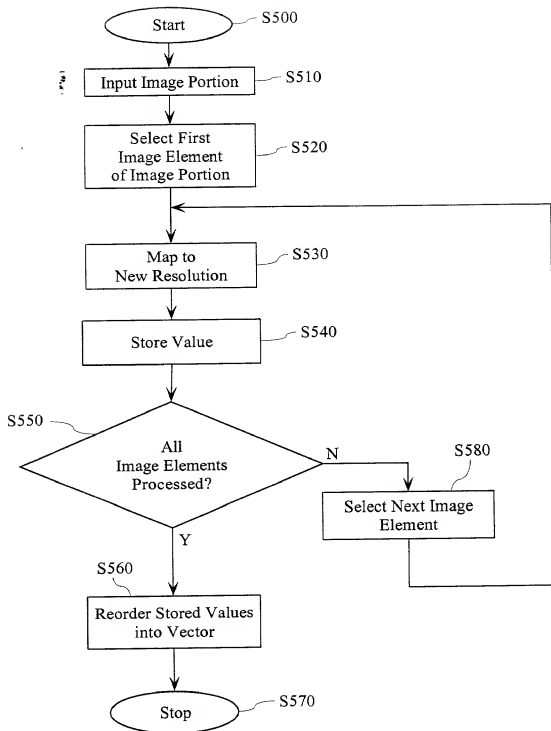 Start
S500
Input Image Portion
S510
Select First
Image Element
of Image Portion
S520
Map to
New Resolution
S530
Store Value
S540
S550
All
Image Elements
Processed?
N
S580
Select Next Image
Element
Y
S560
Reorder Stored Values
into Vector
Stop
S570